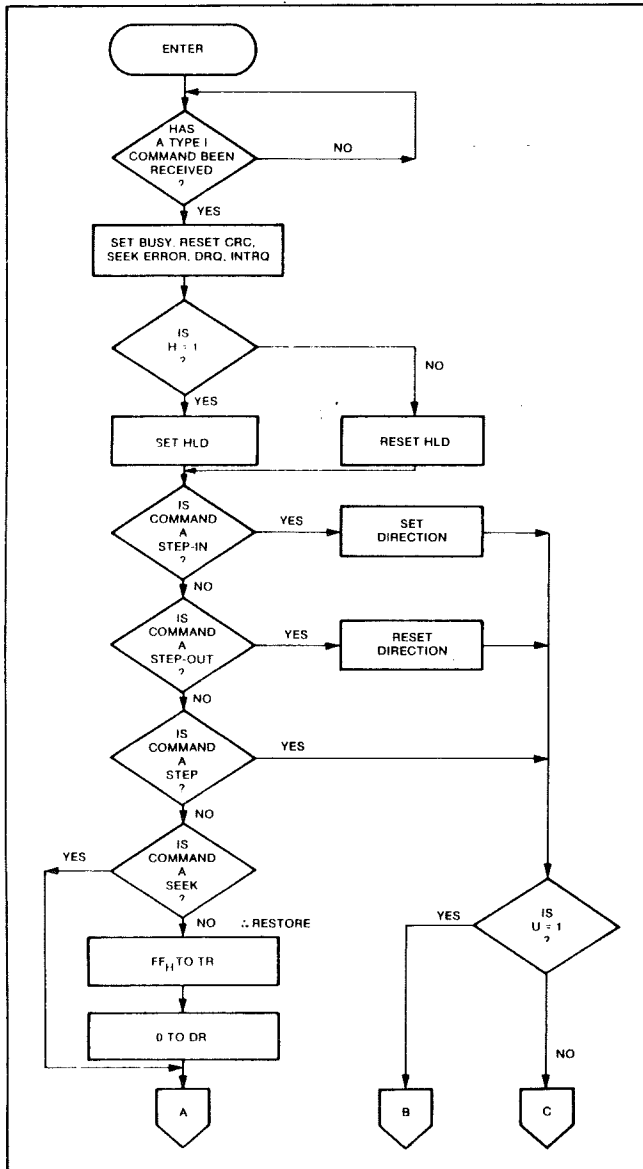 ENTER
HAS
A TYPE I
COMMAND BEEN
RECEIVED
?
NO
YES
SET BUSY, RESET CRC,
SEEK ERROR, DRQ, INTRQ
IS
H = 1
?
NO
YES
SET HLD
RESET HLD
IS
COMMAND
A
STEP-IN
?
YES
SET
DIRECTION
NO
IS
COMMAND
A
STEP-OUT
?
YES
RESET
DIRECTION
NO
IS
COMMAND
A
STEP
?
YES
NO
IS
COMMAND
A
SEEK
?
YES
NO ∴ RESTORE
FFH TO TR
0 TO DR
A
IS
U = 1
?
YES
NO
B
C